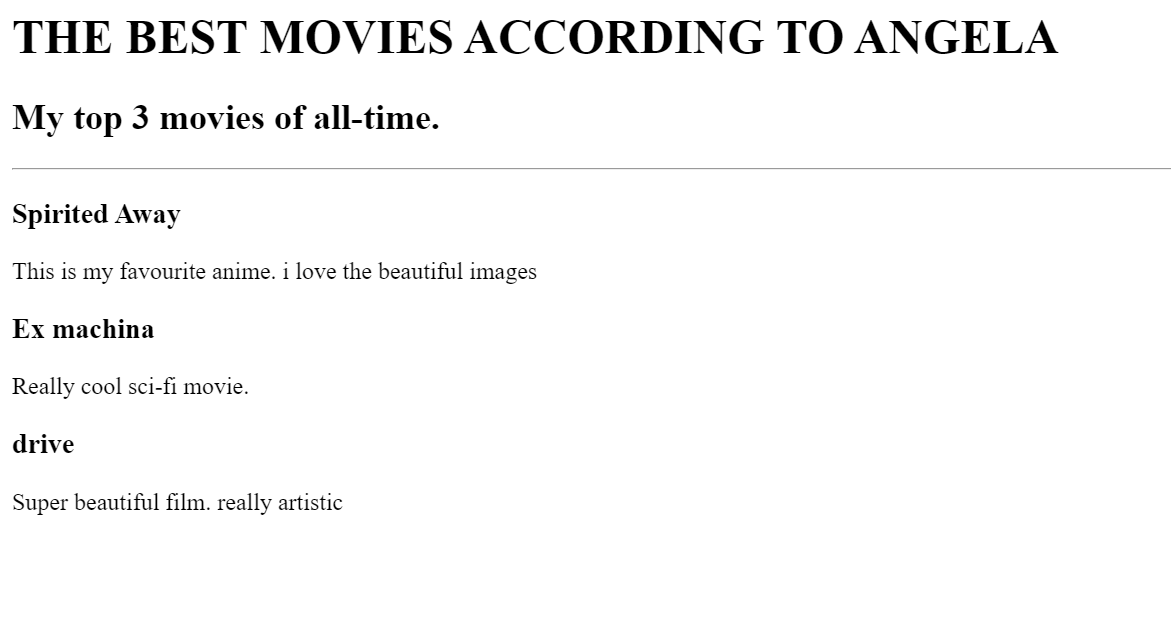 THE BEST MOVIES ACCORDING TO ANGELA
My top 3 movies of all-time.
Spirited Away
This is my favourite anime. i love the beautiful images
Ex machina
Really cool sci-fi movie.
drive
Super beautiful film. really artistic